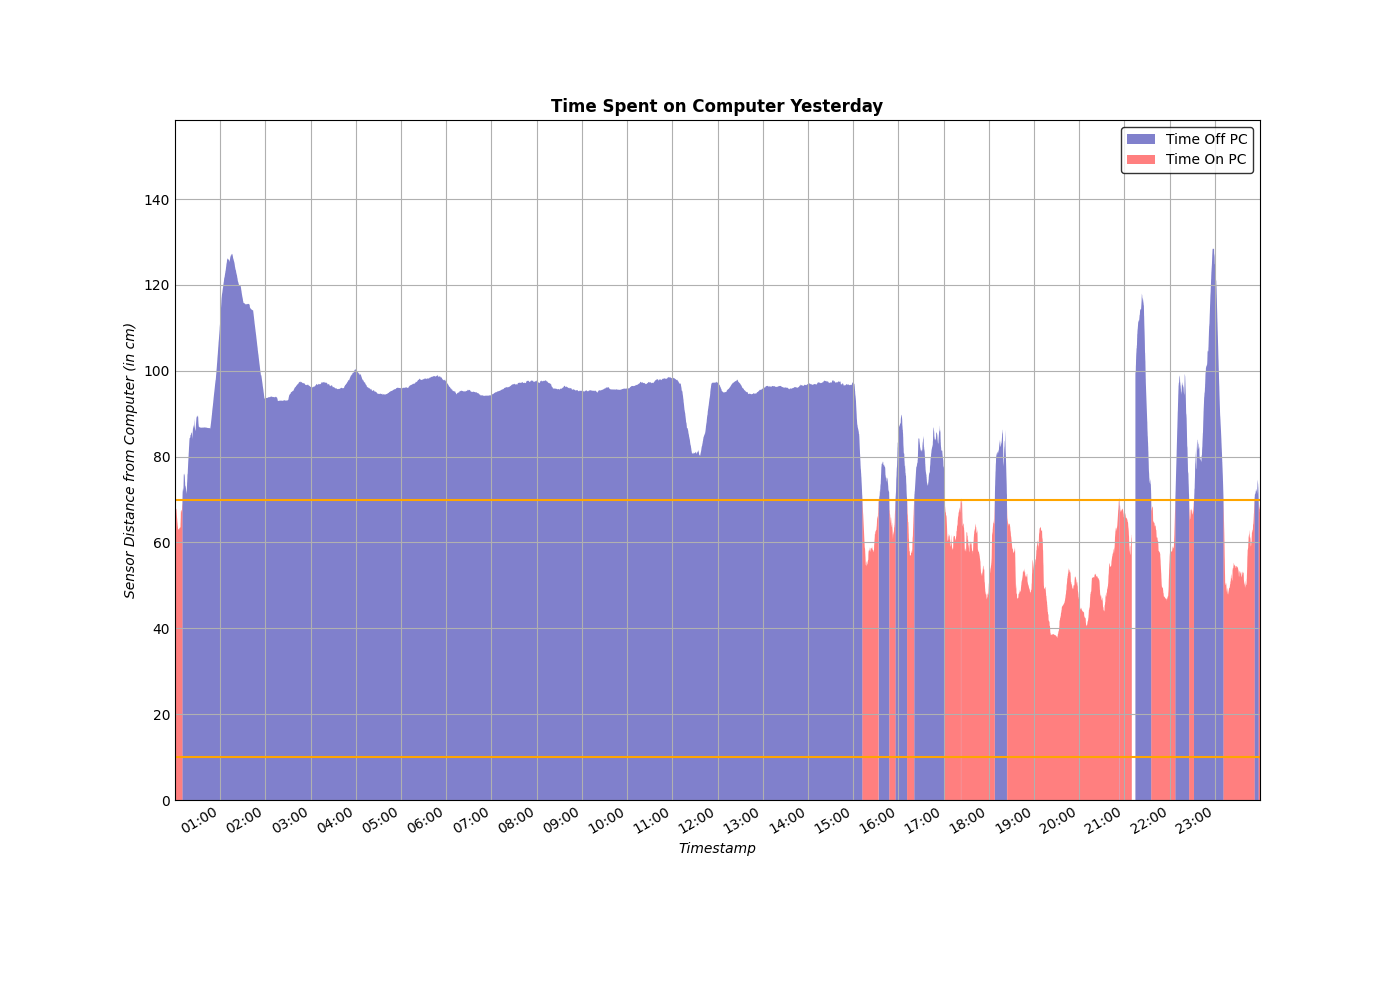 Time Spent on Computer Yesterday
Time Off PC
Time On PC
Sensor Distance from Computer (in cm)
140
120
100
80
60
40
20
0
01:00 02:00 03:00 04:00 05:00 06:00 07:00 08:00 09:00 10:00 11:00 12:00 13:00 14:00 15:00 16:00 17:00 18:00 19:00 20:00 21:00 22:00 23:00
Timestamp